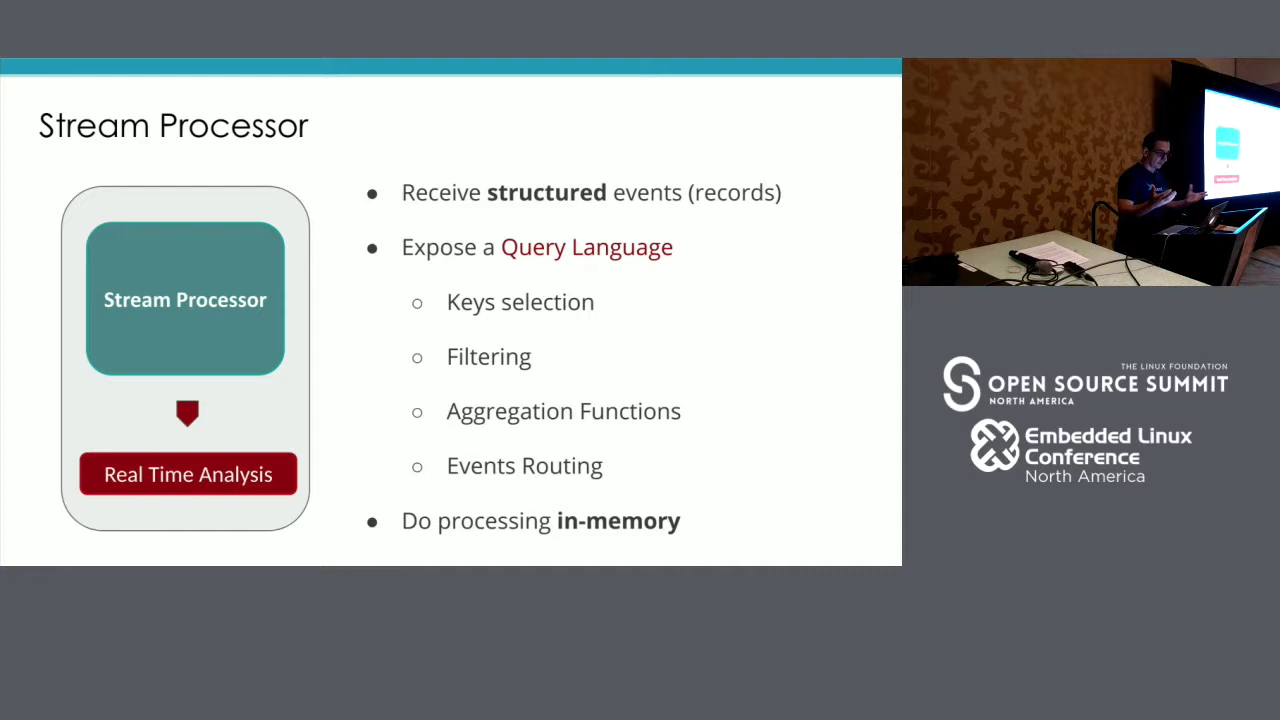 Stream Processor
Stream Processor
Real Time Analysis
● Receive structured events (records)
● Expose a Query Language
○ Keys selection
○ Filtering
○ Aggregation Functions
○ Events Routing
● Do processing in-memory
THE LINUX FOUNDATION
OPEN SOURCE SUMMIT
NORTH AMERICA
Embedded Linux
Conference
North America